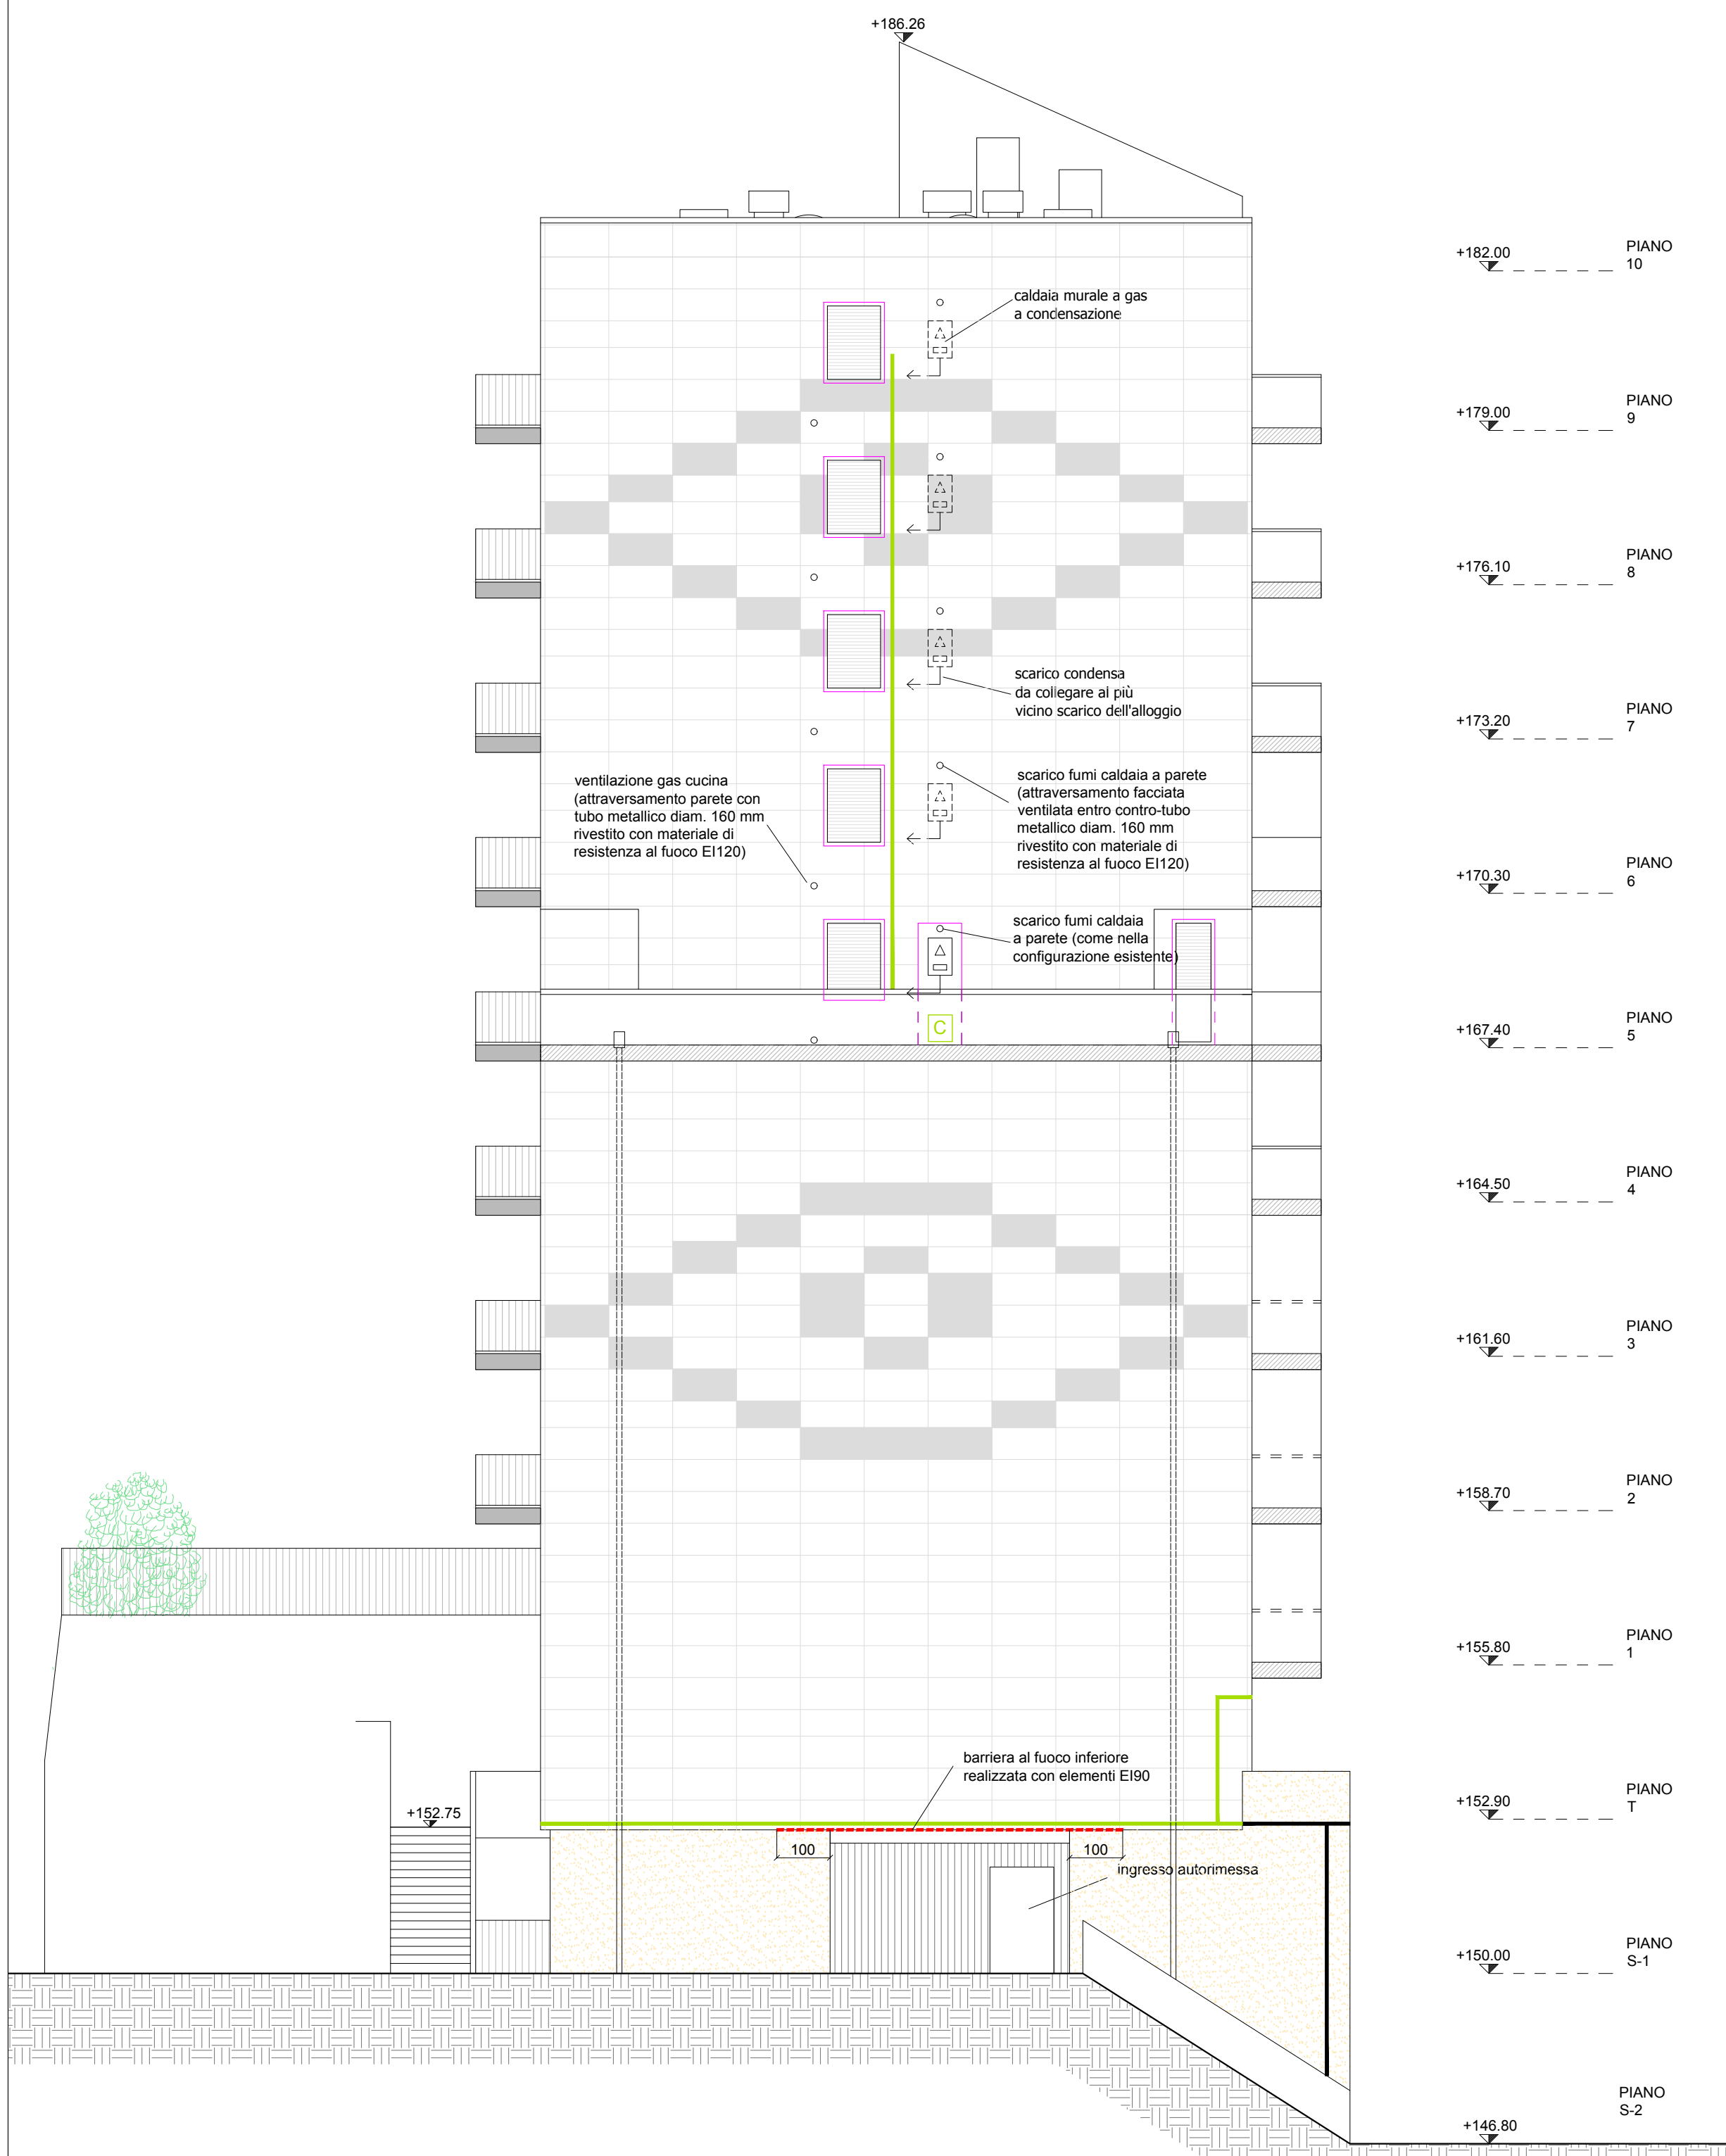 +186.26
+182.00
PIANO
10
caldaia murale a gas
a condensazione
+179.00
PIANO
9
+176.10
PIANO
8
scarico condensa
da collegare al più
vicino scarico dell'alloggio
+173.20
PIANO
7
ventilazione gas cucina
(attraversamento parete con
tubo metallico diam. 160 mm
rivestito con materiale di
resistenza al fuoco EI120)
scarico fumi caldaia a parete
(attraversamento facciata
ventilata entro contro-tubo
metallico diam. 160 mm
rivestito con materiale di
resistenza al fuoco EI120)
+170.30
PIANO
6
scarico fumi caldaia
a parete (come nella
configurazione esistente)
C
+167.40
PIANO
5
+164.50
PIANO
4
+161.60
PIANO
3
+158.70
PIANO
2
+155.80
PIANO
1
barriera al fuoco inferiore
realizzata con elementi EI90
+152.75
+152.90
PIANO
T
100
100
ingresso autorimessa
+150.00
PIANO
S-1
PIANO
S-2
+146.80